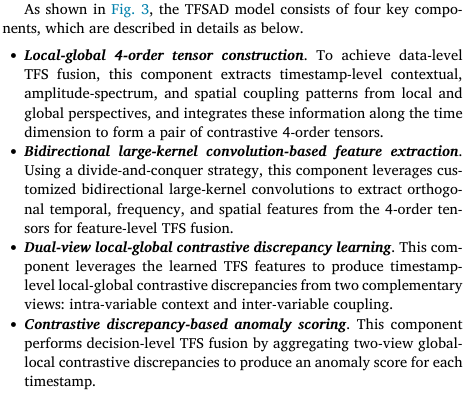 As shown in Fig. 3, the TFSAD model consists of four key compo-
nents, which are described in details as below.
• Local-global 4-order tensor construction. To achieve data-level
TFS fusion, this component extracts timestamp-level contextual,
amplitude-spectrum, and spatial coupling patterns from local and
global perspectives, and integrates these information along the time
dimension to form a pair of contrastive 4-order tensors.
• Bidirectional large-kernel convolution-based feature extraction.
Using a divide-and-conquer strategy, this component leverages cus-
tomized bidirectional large-kernel convolutions to extract orthogo-
nal temporal, frequency, and spatial features from the 4-order ten-
sors for feature-level TFS fusion.
• Dual-view local-global contrastive discrepancy learning. This com-
ponent leverages the learned TFS features to produce timestamp-
level local-global contrastive discrepancies from two complementary
views: intra-variable context and inter-variable coupling.
• Contrastive discrepancy-based anomaly scoring. This component
performs decision-level TFS fusion by aggregating two-view global-
local contrastive discrepancies to produce an anomaly score for each
timestamp.